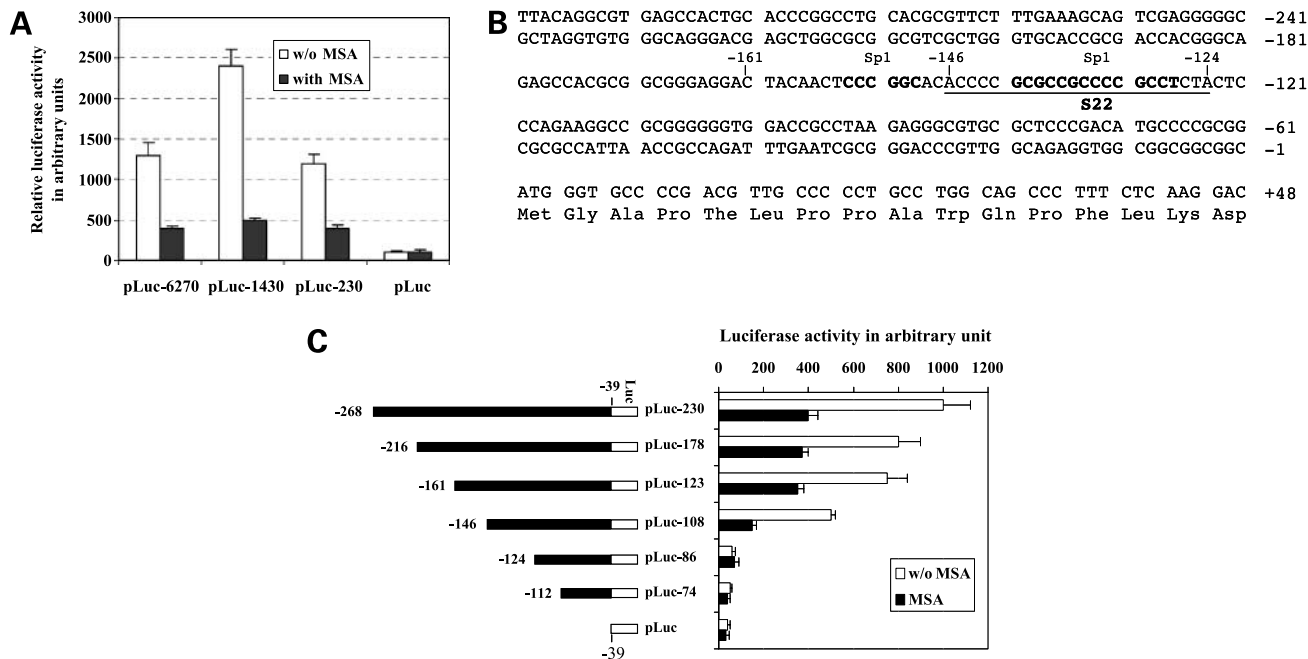 A
Relative luciferase activity
in arbitrary units
3000
2500
2000
1500
1000
500
0
w/o MSA
with MSA
pLuc-6270 pLuc-1430 pLuc-230 pLuc
B
TTACAGGCGT GAGCCACTGC ACCCGGCCTG CACGCGTTCT TTGAAAGCAG TCGAGGGGGC -241
GCTAGGTGTG GGCAGGGACG AGCTGGCGCG GCGTCGCTGG GTGCACCGCG ACCACGGGCA -181
-161 Sp1 -146 Sp1 -124
GAGCCACGCG GCGGGAGGAC TACAACTCCC GGCACACCCC GCGCCGCCCC GCCTCTACTC -121
S22
CCAGAAGGCC GCGGGGGGTG GACCGCCTAA GAGGGCGTGC GCTCCCGACA TGCCCCGCGG -61
CGCGCCATTA ACCGCCAGAT TTGAATCGCG GGACCCGTTG GCAGAGGTGG CGGCGGCGGC -1
ATG GGT GCC CCG ACG TTG CCC CCT GCC TGG CAG CCC TTT CTC AAG GAC +48
Met Gly Ala Pro Thr Leu Pro Pro Ala Trp Gln Pro Phe Leu Lys Asp
C
Luciferase activity in arbitrary unit
0 200 400 600 800 1000 1200
-39
Luc
-268 pLuc-230
-216 pLuc-178
-161 pLuc-123
-146 pLuc-108
-124 pLuc-86
-112 pLuc-74
pLuc
-39
w/o MSA
MSA